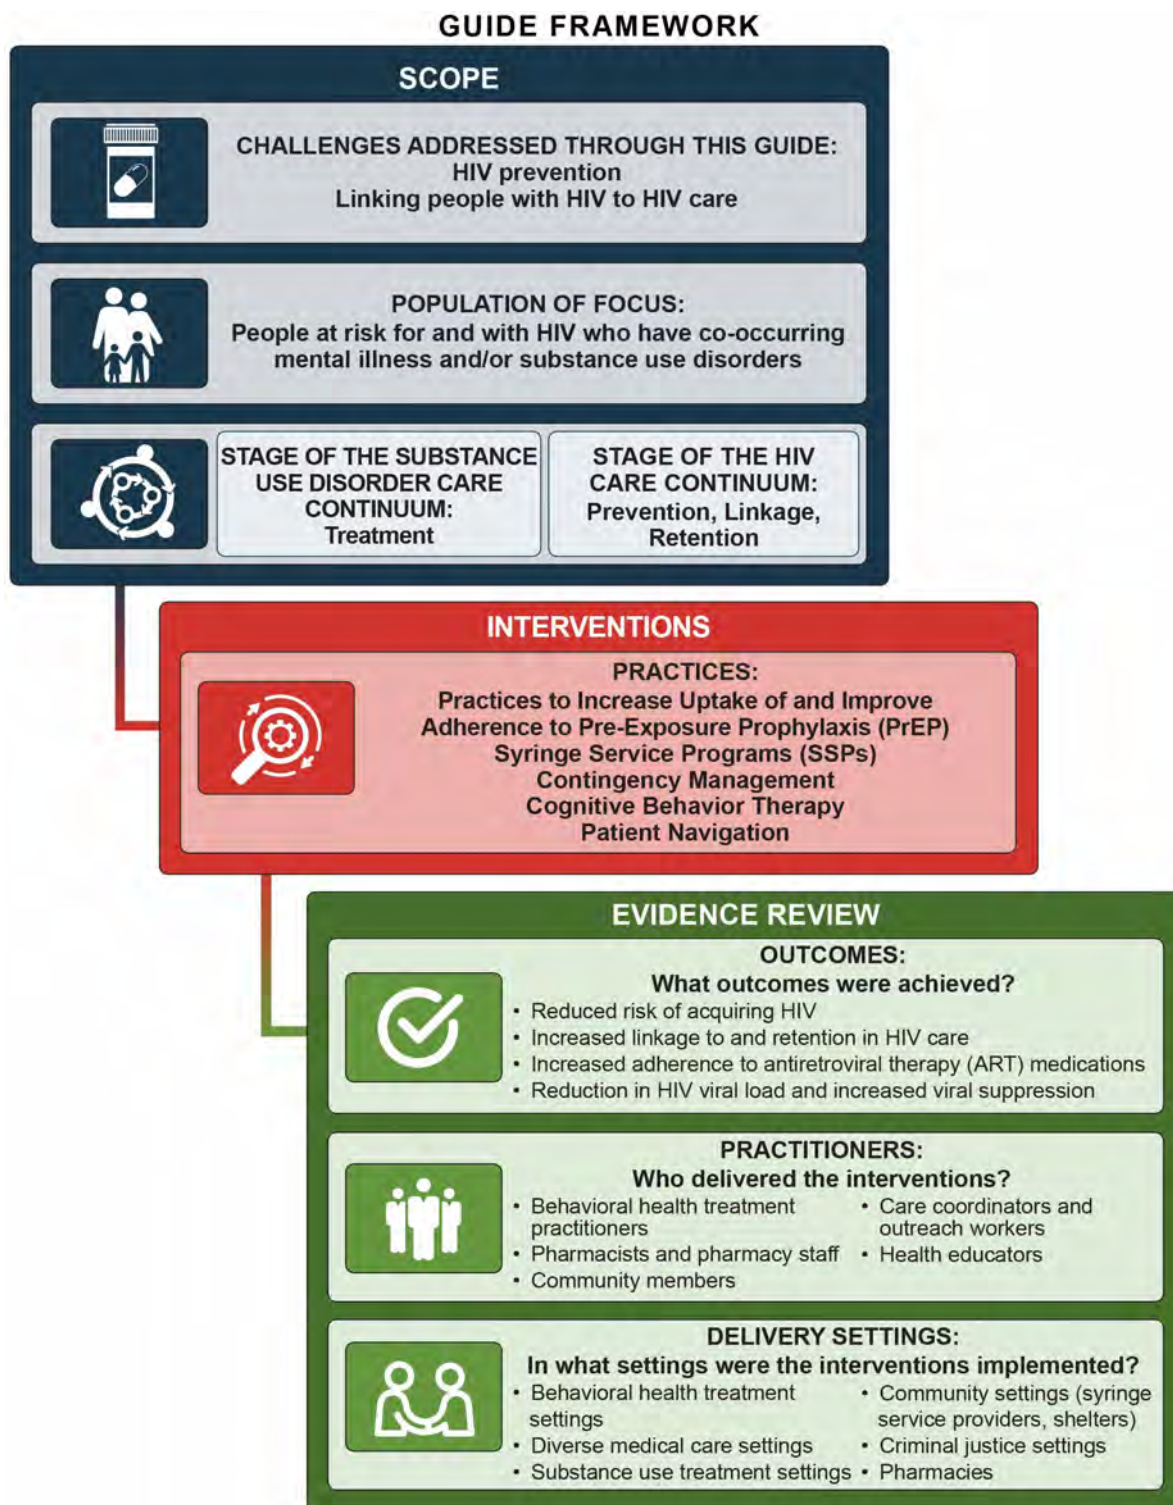 GUIDE FRAMEWORK
SCOPE
CHALLENGES ADDRESSED THROUGH THIS GUIDE:
HIV prevention
Linking people with HIV to HIV care
POPULATION OF FOCUS:
People at risk for and with HIV who have co-occurring
mental illness and/or substance use disorders
STAGE OF THE SUBSTANCE
USE DISORDER CARE
CONTINUUM:
Treatment
STAGE OF THE HIV
CARE CONTINUUM:
Prevention, Linkage,
Retention
INTERVENTIONS
PRACTICES:
Practices to Increase Uptake of and Improve
Adherence to Pre-Exposure Prophylaxis (PrEP)
Syringe Service Programs (SSPs)
Contingency Management
Cognitive Behavior Therapy
Patient Navigation
EVIDENCE REVIEW
OUTCOMES:
What outcomes were achieved?
• Reduced risk of acquiring HIV
• Increased linkage to and retention in HIV care
• Increased adherence to antiretroviral therapy (ART) medications
• Reduction in HIV viral load and increased viral suppression
PRACTITIONERS:
Who delivered the interventions?
• Behavioral health treatment
practitioners
• Pharmacists and pharmacy staff
• Community members
• Care coordinators and
outreach workers
• Health educators
DELIVERY SETTINGS:
In what settings were the interventions implemented?
• Behavioral health treatment
settings
• Diverse medical care settings
• Substance use treatment settings
• Community settings (syringe
service providers, shelters)
• Criminal justice settings
• Pharmacies